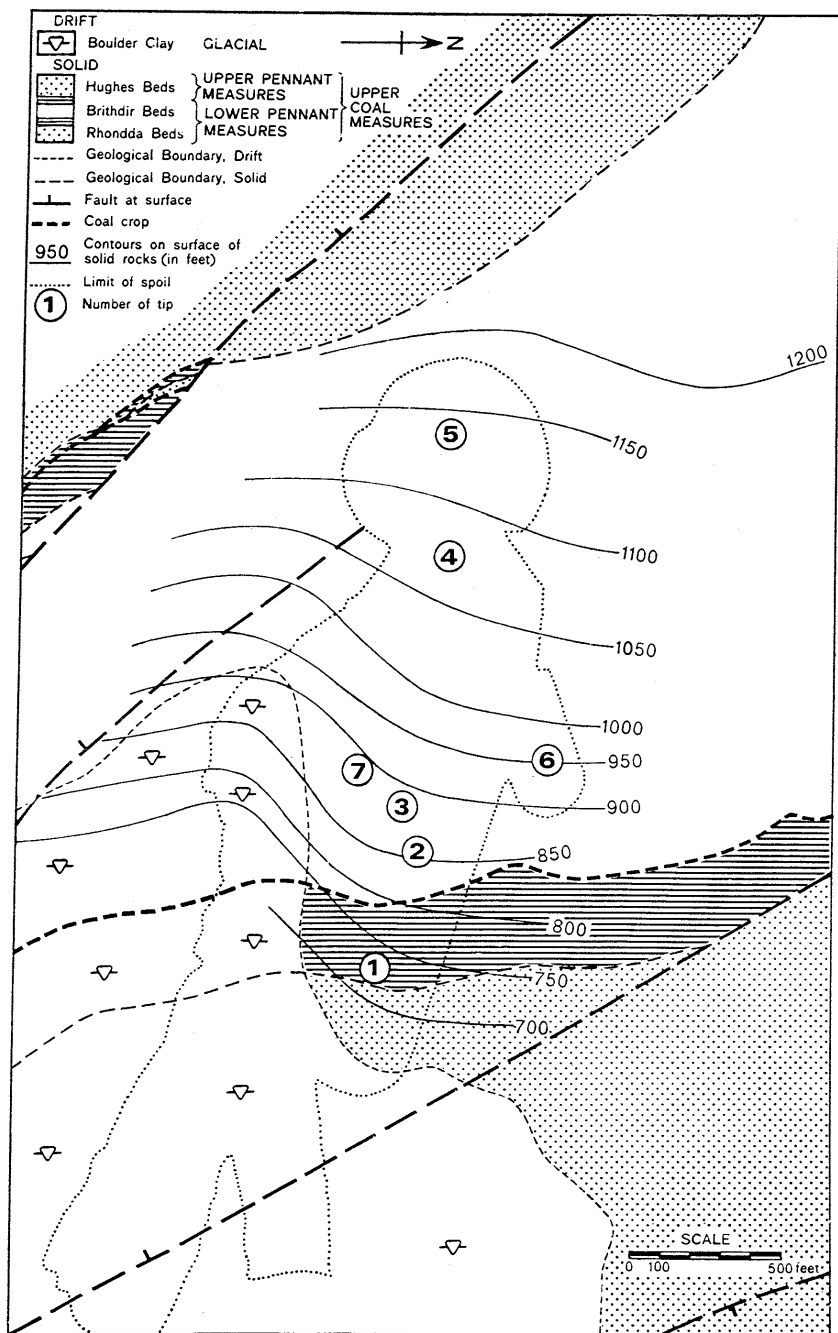 DRIFT
Boulder Clay GLACIAL N
SOLID
Hughes Beds UPPER PENNANT MEASURES
Brithdir Beds LOWER PENNANT MEASURES
Rhondda Beds
UPPER COAL MEASURES
Geological Boundary, Drift
Geological Boundary, Solid
Fault at surface
Coal crop
950 Contours on surface of
solid rocks (in feet)
Limit of spoil
1 Number of tip
1200
5
1150
1100
4
1050
1000
6 950
7
3 900
2 850
800
1 750
700
SCALE
0 100 500 feet